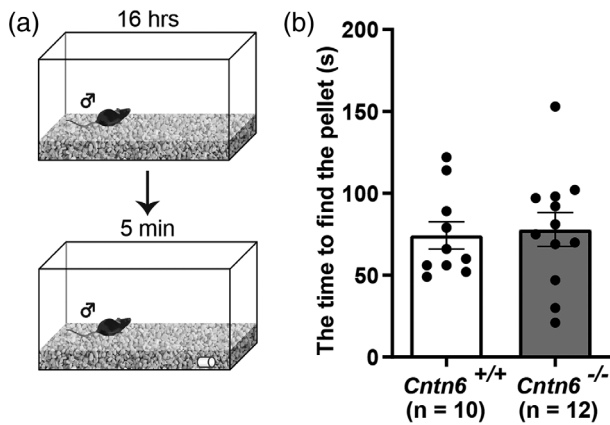 (a)
16 hrs
♂
5 min
♂
(b)
The time to find the pellet (s)
200
150
100
50
0
Cntn6 +/+
(n = 10)
Cntn6 -/-
(n = 12)